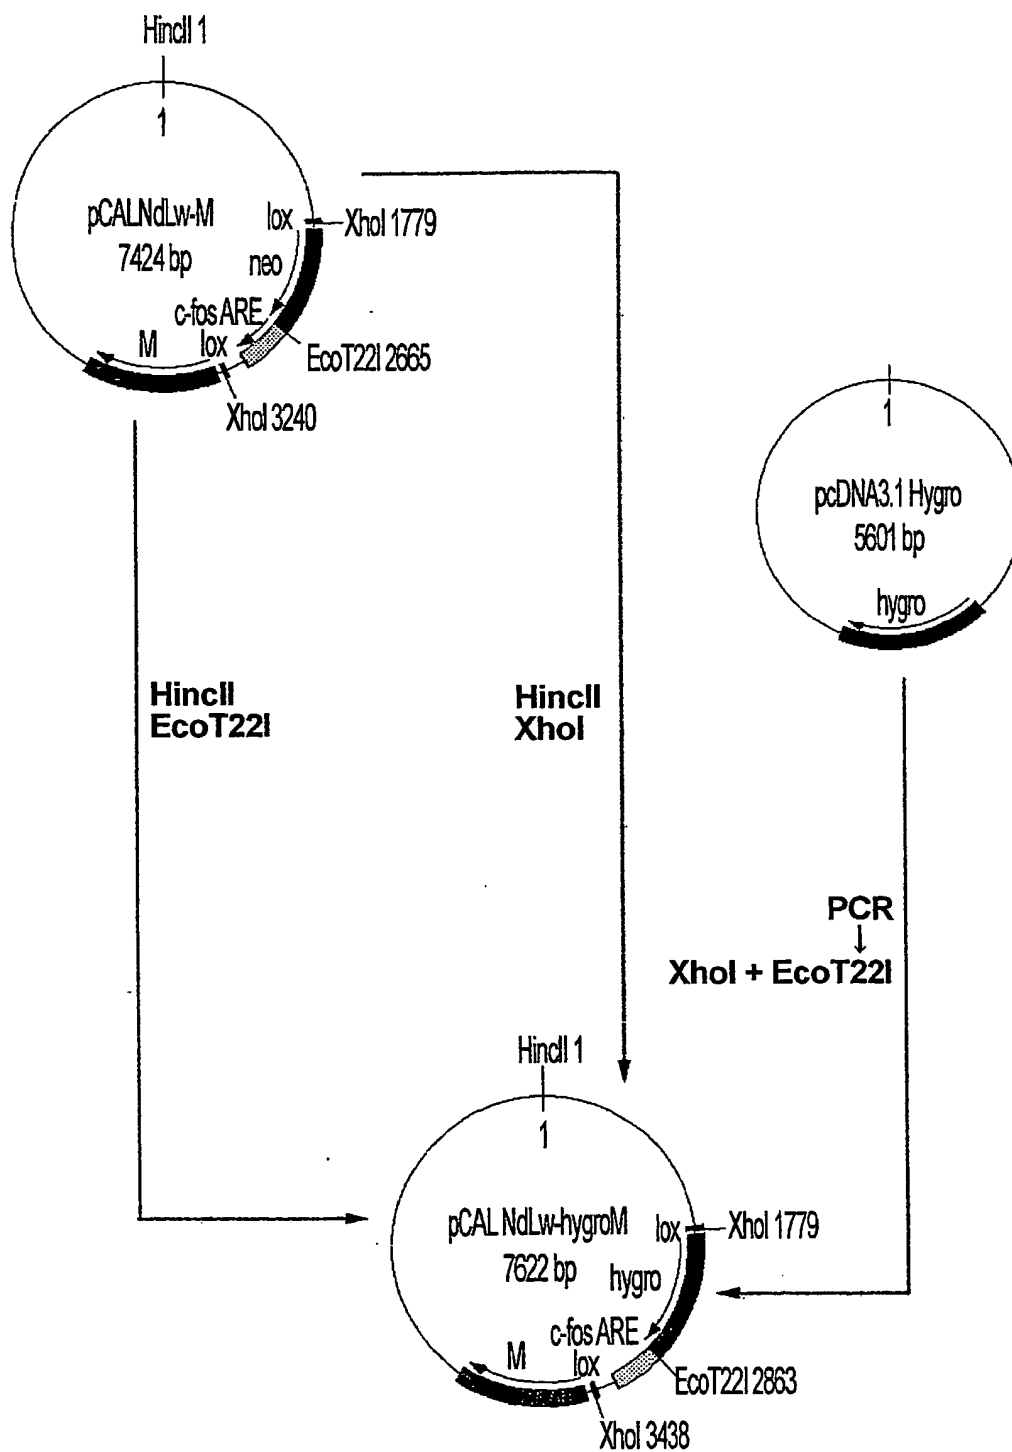 HincII 1
1
pCALNdLw-M
7424 bp
lox
XhoI 1779
neo
c-fos ARE
M
lox
EcoT22I 2665
XhoI 3240
1
pcDNA3.1 Hygro
5601 bp
hygro
HincII
EcoT22I
HincII
XhoI
PCR
XhoI + EcoT22I
HincII 1
1
pCALNdLw-hygroM
7622 bp
lox
XhoI 1779
hygro
c-fos ARE
M
lox
EcoT22I 2863
XhoI 3438